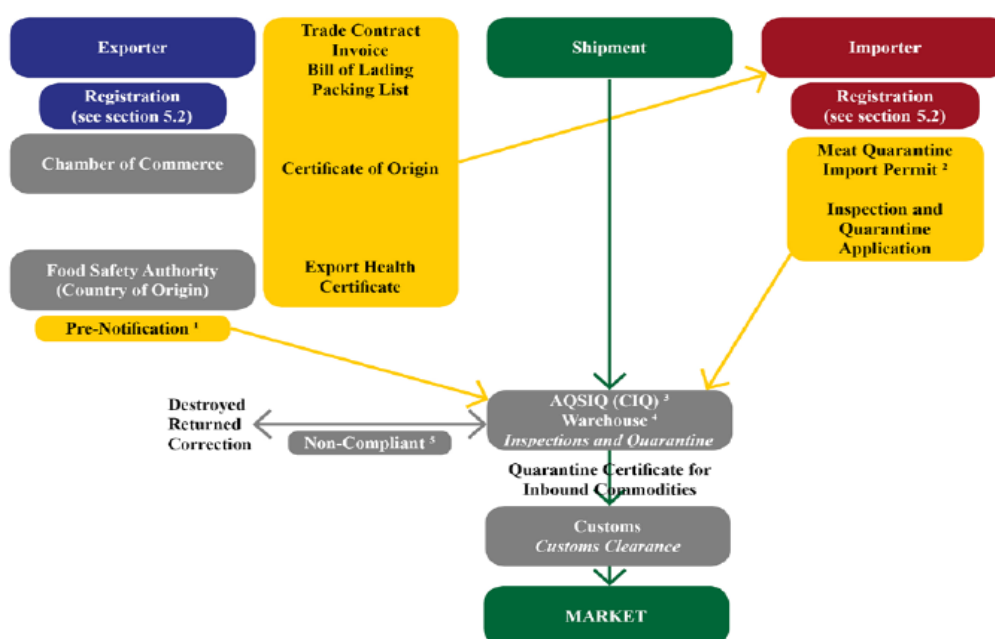 Exporter
Registration
(see section 5.2)
Chamber of Commerce
Food Safety Authority
(Country of Origin)
Pre-Notification ¹
Trade Contract
Invoice
Bill of Lading
Packing List
Certificate of Origin
Export Health
Certificate
Shipment
Importer
Registration
(see section 5.2)
Meat Quarantine
Import Permit ²
Inspection and
Quarantine
Application
AQSIQ (CIQ) ³
Warehouse ⁴
Inspections and Quarantine
Destroyed
Returned
Correction
Non-Compliant ⁵
Quarantine Certificate for
Inbound Commodities
Customs
Customs Clearance
MARKET